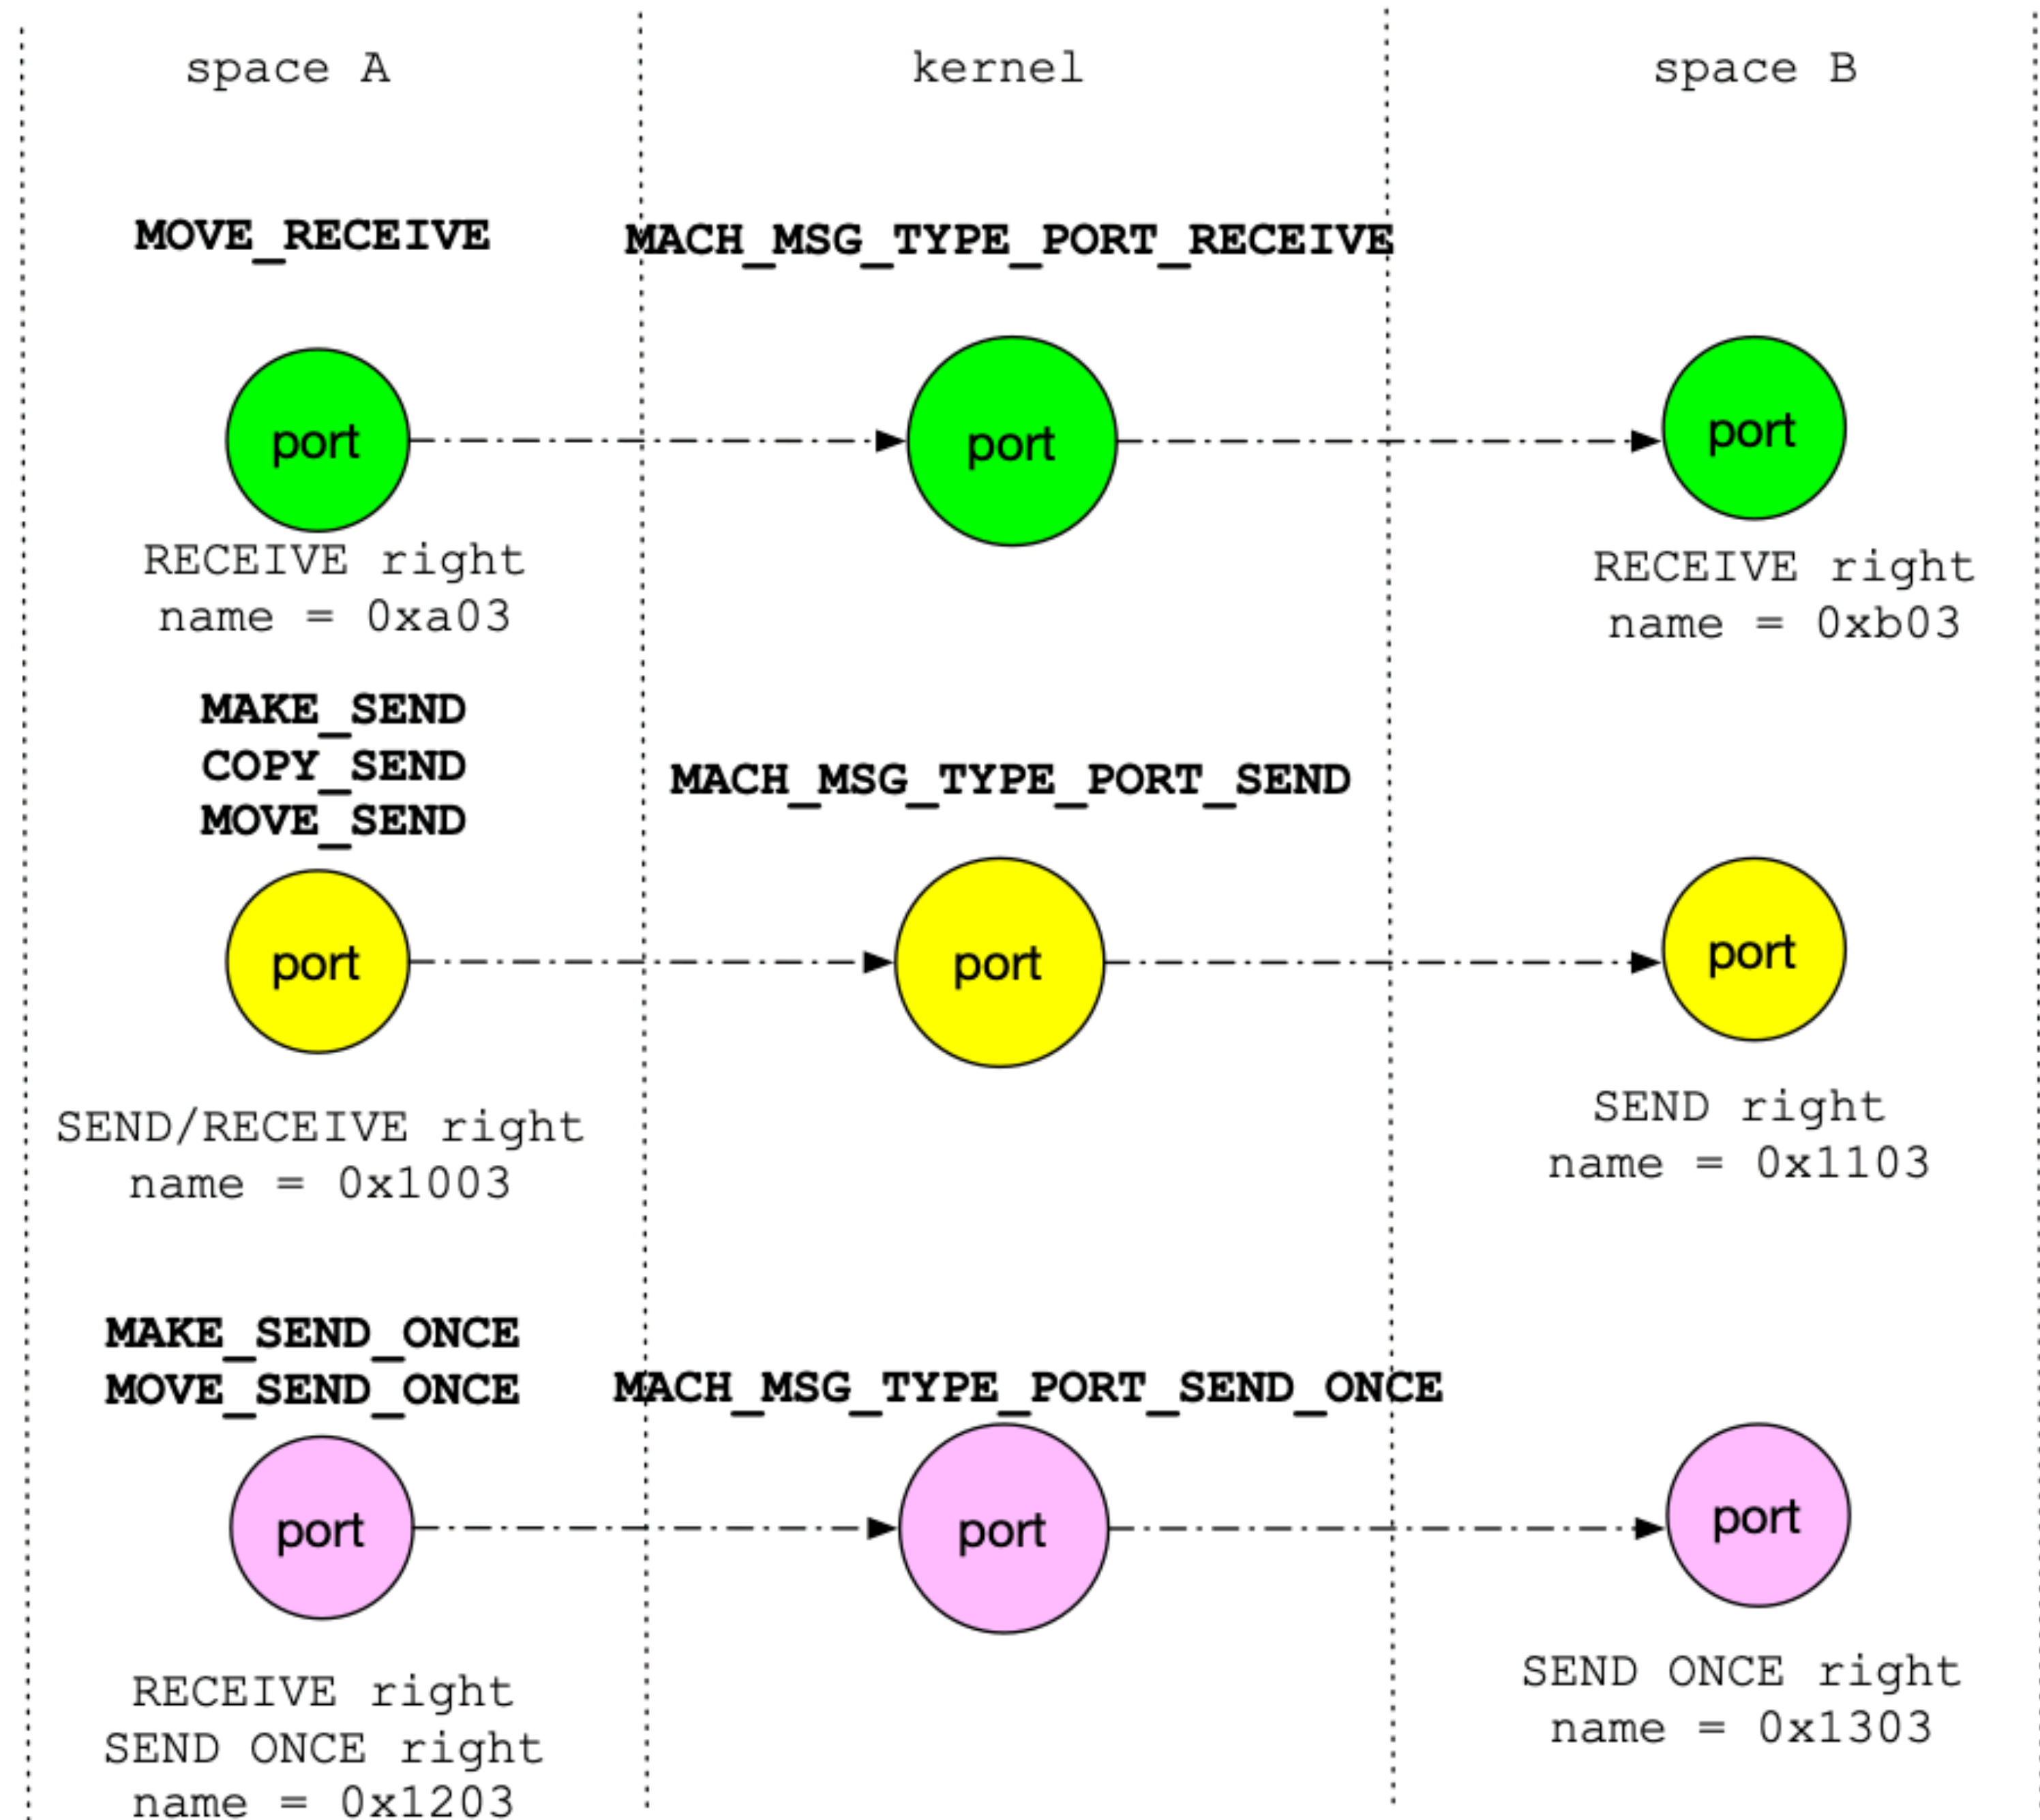 space A
kernel
space B
MOVE_RECEIVE
MACH_MSG_TYPE_PORT_RECEIVE
port
port
port
RECEIVE right
name = 0xa03
RECEIVE right
name = 0xb03
MAKE_SEND
COPY_SEND
MOVE_SEND
MACH_MSG_TYPE_PORT_SEND
port
port
port
SEND/RECEIVE right
name = 0x1003
SEND right
name = 0x1103
MAKE_SEND_ONCE
MOVE_SEND_ONCE
MACH_MSG_TYPE_PORT_SEND_ONCE
port
port
port
RECEIVE right
SEND ONCE right
name = 0x1203
SEND ONCE right
name = 0x1303